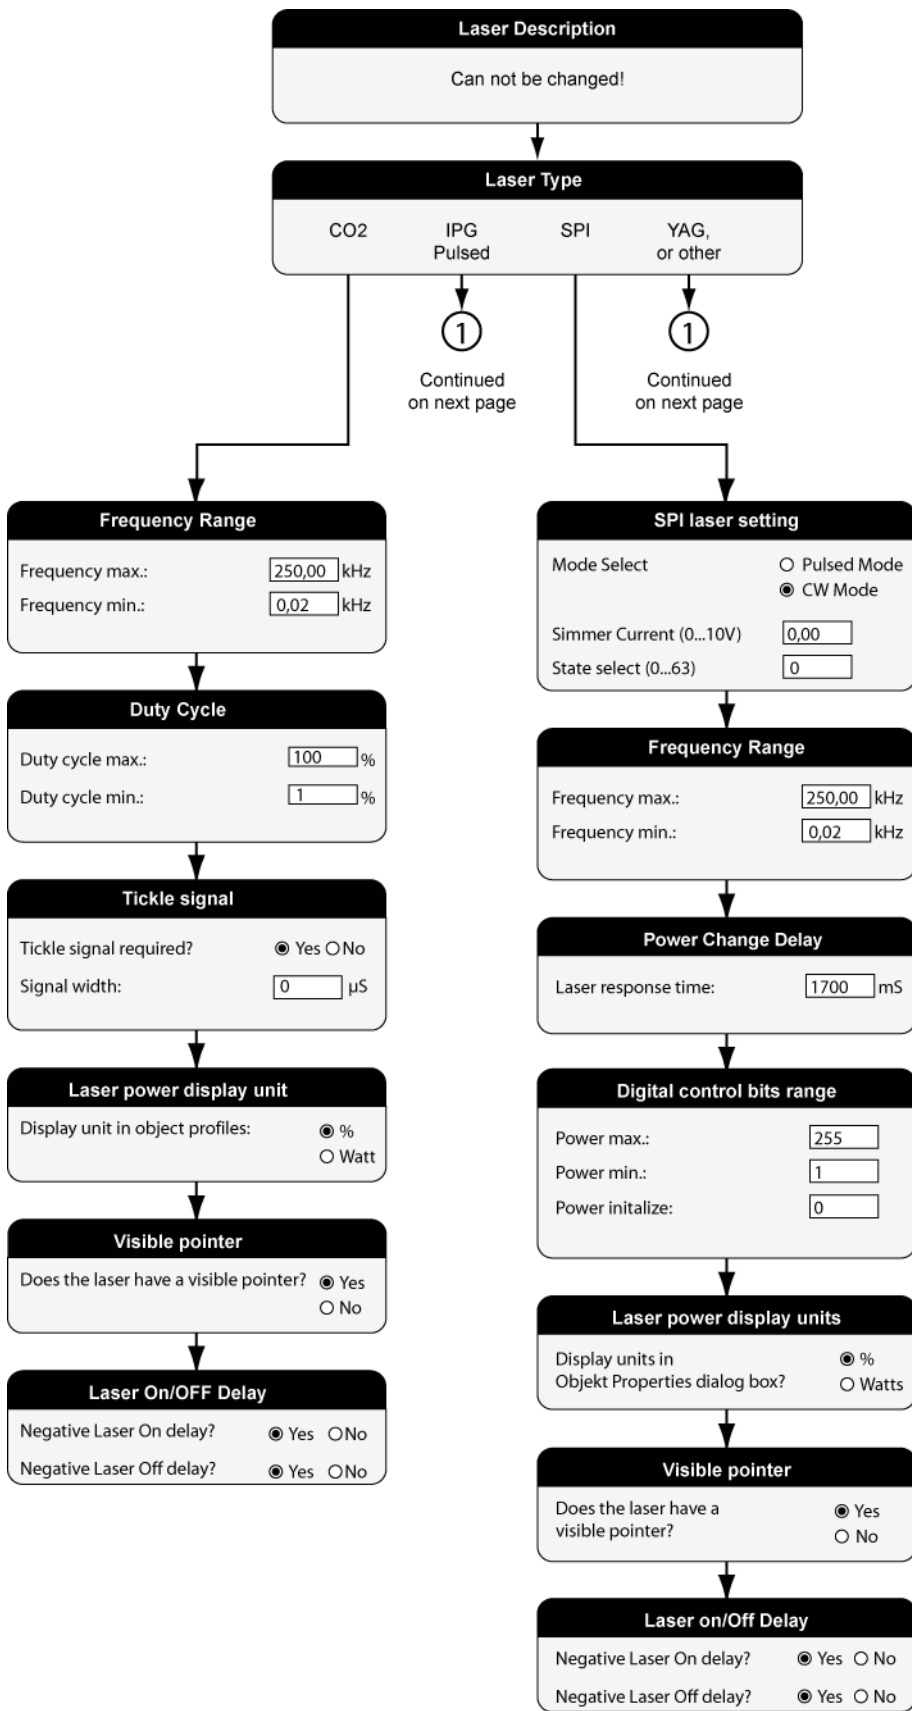 Laser Description
Can not be changed!
Laser Type
CO2
IPG
Pulsed
SPI
YAG,
or other
1
Continued
on next page
1
Continued
on next page
Frequency Range
Frequency max.: 250,00 kHz
Frequency min.: 0,02 kHz
Duty Cycle
Duty cycle max.: 100 %
Duty cycle min.: 1 %
Tickle signal
Tickle signal required? Yes No
Signal width: 0 µS
Laser power display unit
Display unit in object profiles: %
Watt
Visible pointer
Does the laser have a visible pointer? Yes
No
Laser On/OFF Delay
Negative Laser On delay? Yes No
Negative Laser Off delay? Yes No
SPI laser setting
Mode Select Pulsed Mode
CW Mode
Simmer Current (0...10V) 0,00
State select (0...63) 0
Frequency Range
Frequency max.: 250,00 kHz
Frequency min.: 0,02 kHz
Power Change Delay
Laser response time: 1700 mS
Digital control bits range
Power max.: 255
Power min.: 1
Power initalize: 0
Laser power display units
Display units in %
Objekt Properties dialog box? Watts
Visible pointer
Does the laser have a Yes
visible pointer? No
Laser on/Off Delay
Negative Laser On delay? Yes No
Negative Laser Off delay? Yes No